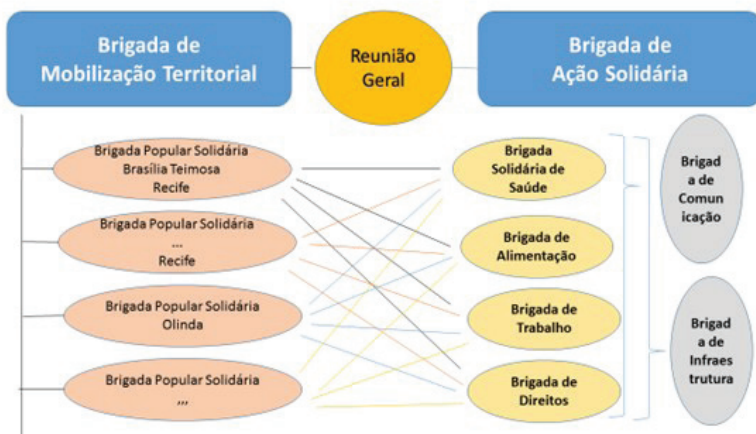 Brigada de
Mobilização Territorial
Reunião
Geral
Brigada de
Ação Solidária
Brigada Popular Solidária
Brasília Teimosa
Recife
Brigada Popular Solidária
...
Recife
Brigada Popular Solidária
Olinda
Brigada Popular Solidária
,,,
Brigada
Solidária de
Saúde
Brigada de
Alimentação
Brigada de
Trabalho
Brigada de
Direitos
Brigad
a de
Comun
icação
Brigad
a de
Infraes
trutura